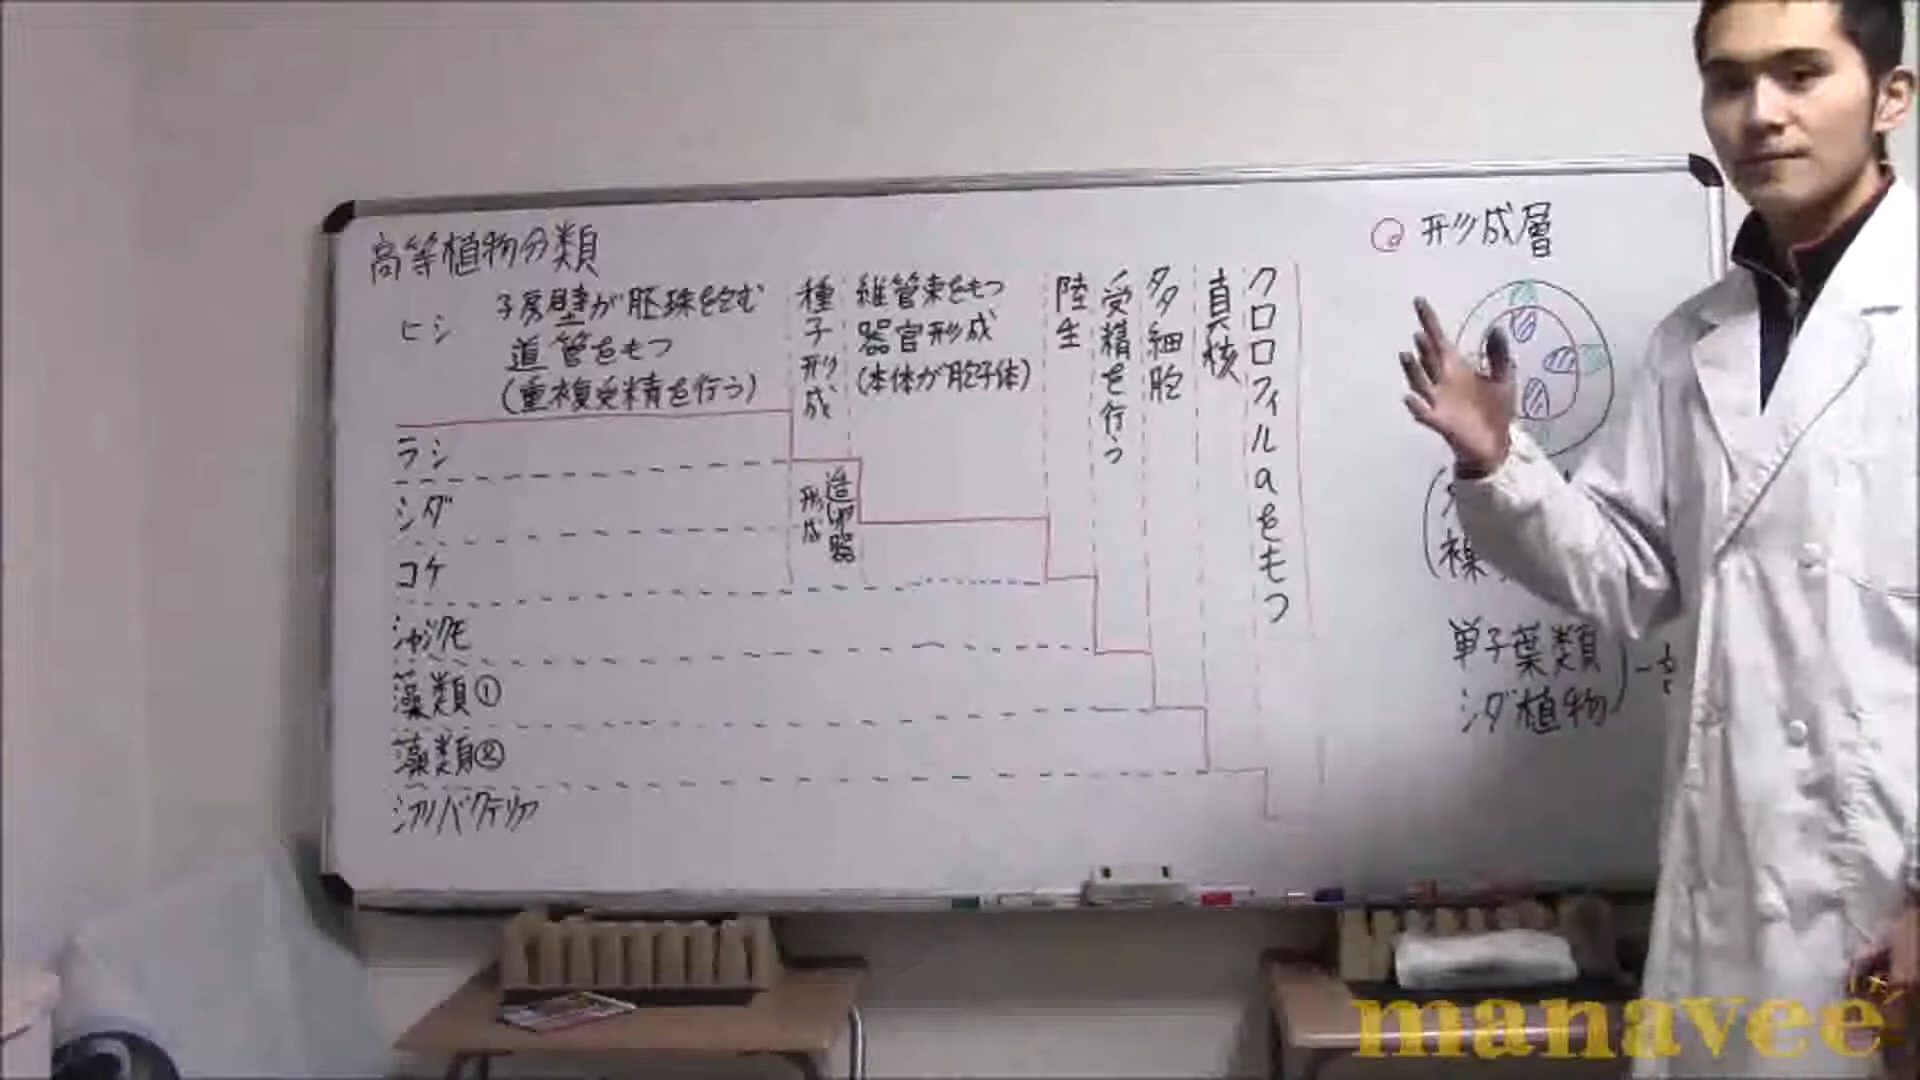 高等植物分類
ヒシ
子房壁が胚珠を包む
道管をもつ
(重複受精を行う)
種子形成
維管束をもつ
器官形成
(本体が胞子体)
陸生
受精を行う
多細胞
真核
クロロフィルaをもつ
ラシ
シダ
造卵器
形成
コケ
シャジクモ
藻類①
藻類②
シアノバクテリア
形成層
裸
単子葉類
シダ植物
manavee